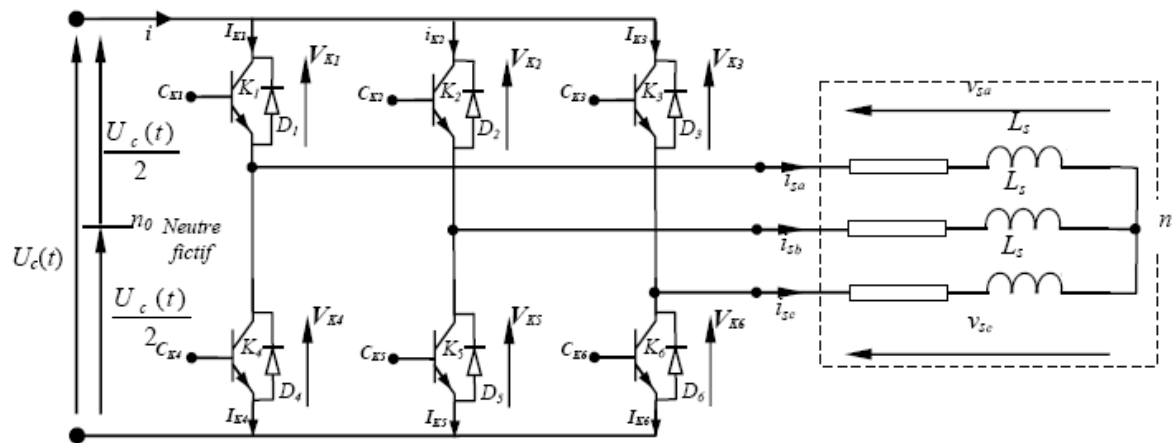 i
I_K1
i_K2
I_K3
V_K1
V_K2
V_K3
C_K1
K_1
D_1
C_K2
K_2
D_2
C_K3
K_3
D_3
v_sa
L_s
U_c(t)
2
i_sa
L_s
n_0 Neutre
fictif
i_sb
L_s
n
U_c(t)
i_sc
U_c(t)
2
v_sc
V_K4
V_K5
V_K6
C_K4
K_4
D_4
C_K5
K_5
D_5
C_K6
K_6
D_6
I_K4
I_K5
I_K6